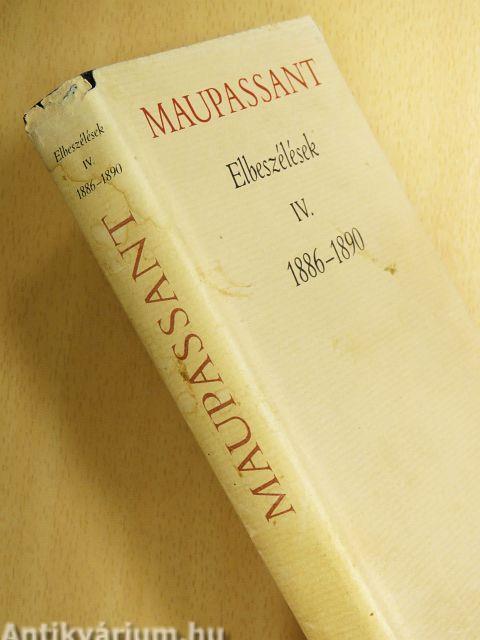 MAUPASSANT
Elbeszélések
IV.
1886–1890
Elbeszélések
IV.
1886–1890
MAUPASSANT
Antikvárium.hu